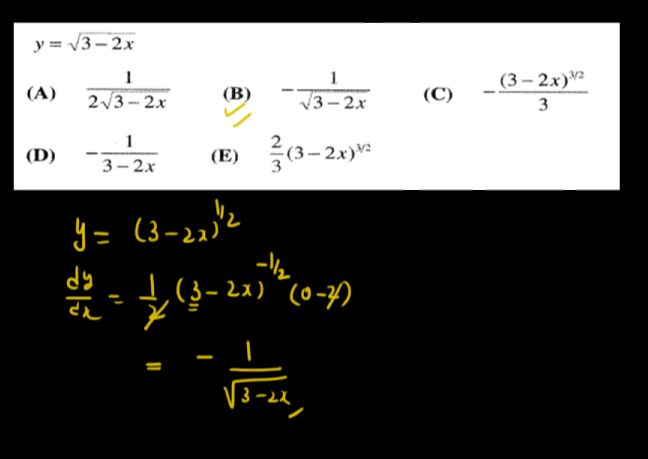 y = √(3 – 2x)
(A) 1/(2√(3 – 2x)) (B) – 1/√(3 – 2x) (C) – (3 – 2x)^(3/2)/3
(D) – 1/(3 – 2x) (E) 2/3 (3 – 2x)^(3/2)
y = (3-2x)^(1/2)
dy/dx = 1/2 (3-2x)^(-1/2) (0-2)
= - 1/√(3-2x)